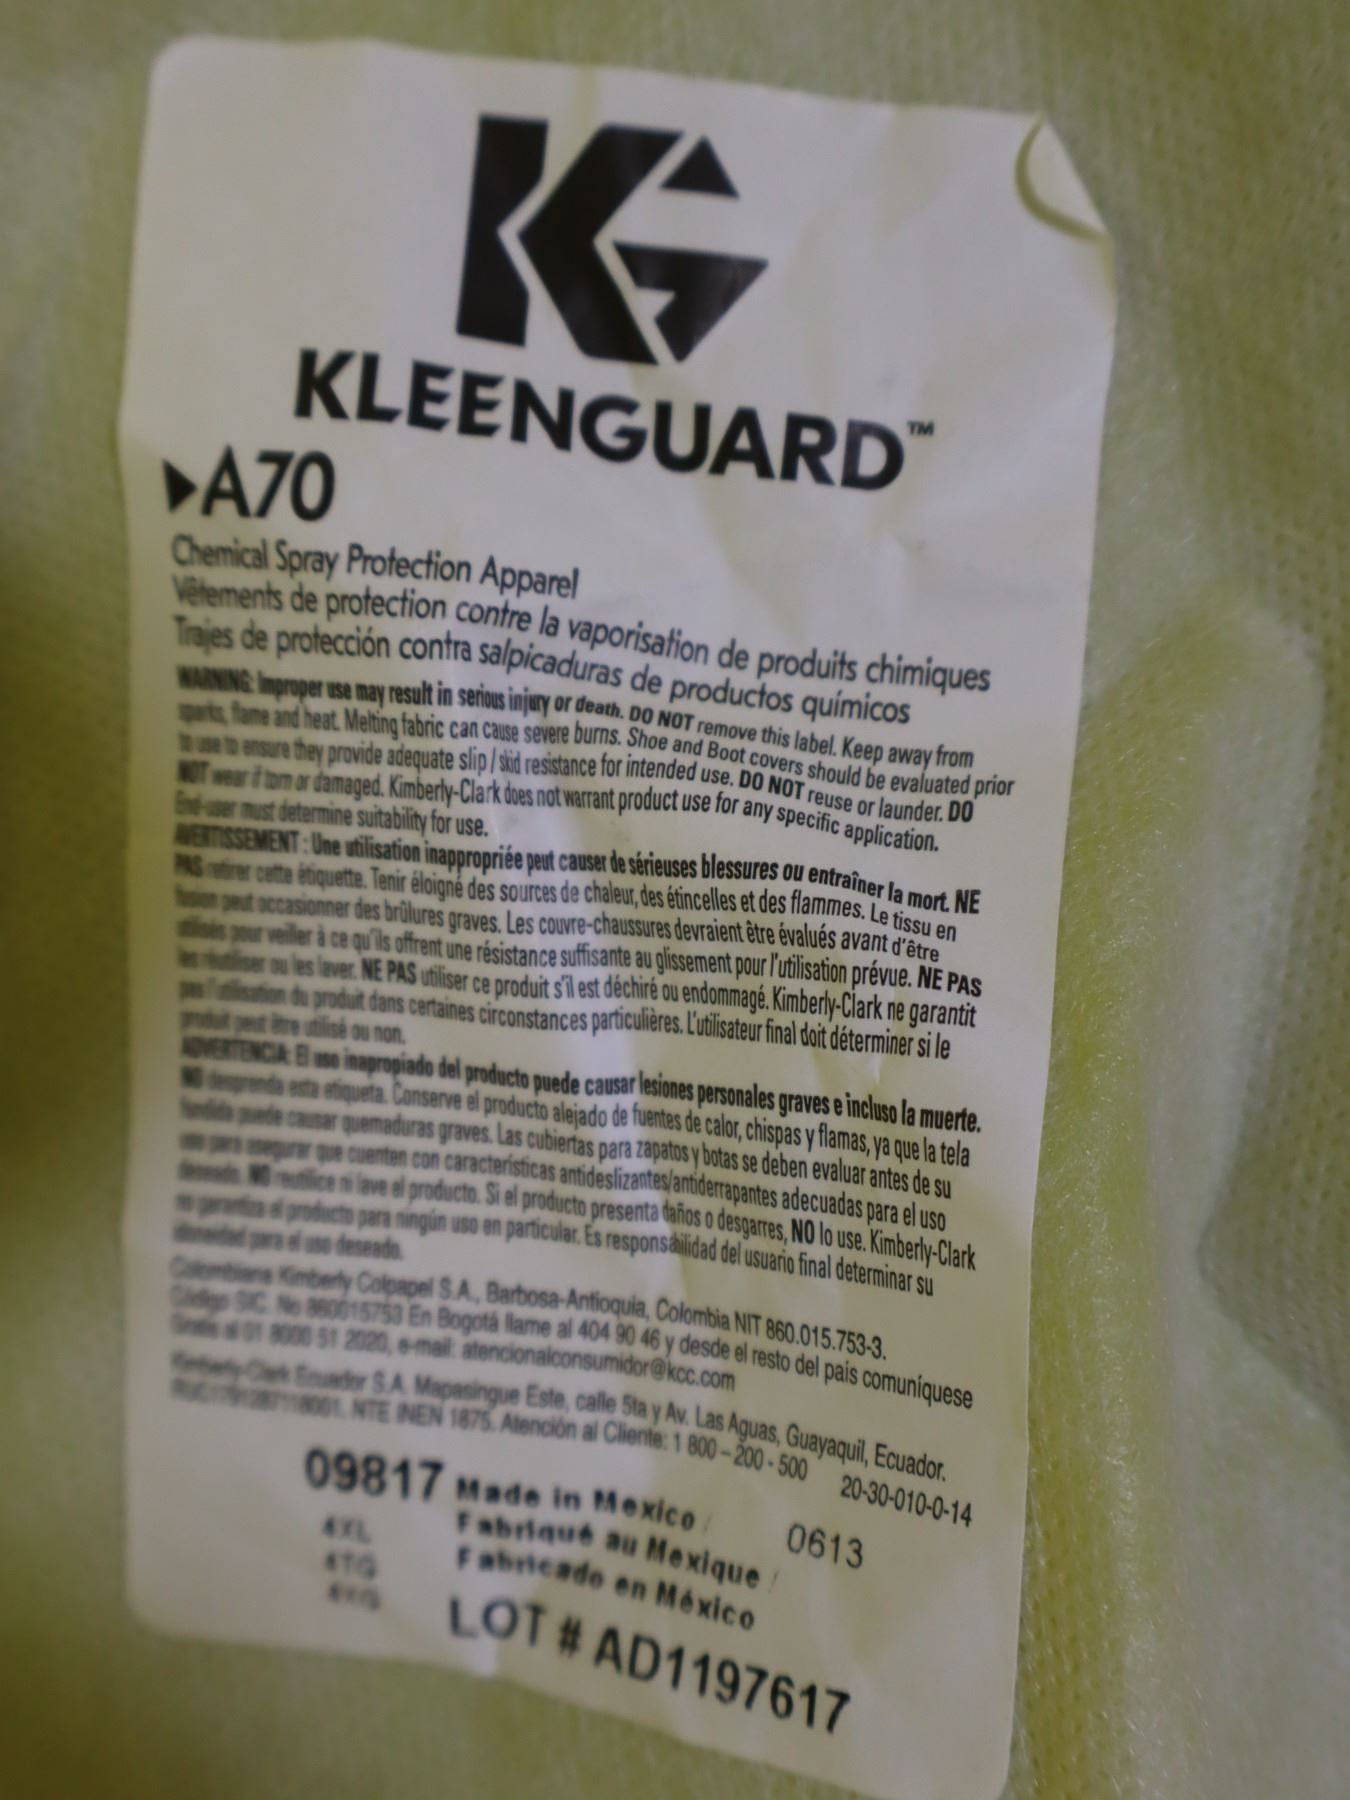 KLEENGUARD™
A70
Chemical Spray Protection Apparel
Vêtements de protection contre la vaporisation de produits chimiques
Trajes de protección contra salpicaduras de productos químicos
WARNING: Improper use may result in serious injury or death. DO NOT remove this label. Keep away from
sparks, flame and heat. Melting fabric can cause severe burns. Shoe and Boot covers should be evaluated prior
to use to ensure they provide adequate slip / skid resistance for intended use. DO NOT reuse or launder. DO
NOT wear if torn or damaged. Kimberly-Clark does not warrant product use for any specific application.
End-user must determine suitability for use.
AVERTISSEMENT : Une utilisation inappropriée peut causer de sérieuses blessures ou entraîner la mort. NE
PAS retirer cette étiquette. Tenir éloigné des sources de chaleur, des étincelles et des flammes. Le tissu en
fusion peut occasionner des brûlures graves. Les couvre-chaussures devraient être évalués avant d'être
utilisés pour veiller à ce qu'ils offrent une résistance suffisante au glissement pour l'utilisation prévue. NE PAS
les réutiliser ou les laver. NE PAS utiliser ce produit s'il est déchiré ou endommagé. Kimberly-Clark ne garantit
pas l'utilisation du produit dans certaines circonstances particulières. L'utilisateur final doit déterminer si le
produit peut être utilisé ou non.
ADVERTENCIA: El uso inapropiado del producto puede causar lesiones personales graves e incluso la muerte.
NO desprenda esta etiqueta. Conserve el producto alejado de fuentes de calor, chispas y flamas, ya que la tela
fundida puede causar quemaduras graves. Las cubiertas para zapatos y botas se deben evaluar antes de su
uso para asegurar que cuenten con características antideslizantes/antiderrapantes adecuadas para el uso
deseado. NO reutilice ni lave el producto. Si el producto presenta daños o desgarres, NO lo use. Kimberly-Clark
no garantiza el producto para ningún uso en particular. Es responsabilidad del usuario final determinar su
idoneidad para el uso deseado.
Colombiana Kimberly Colpapel S.A., Barbosa-Antioquia, Colombia NIT 860.015.753-3.
Código SIC. No 860015753 En Bogotá llame al 404 90 46 y desde el resto del país comuníquese
Gratis al 01 8000 51 2020, e-mail: atencionalconsumidor@kcc.com
Kimberly-Clark Ecuador S.A. Mapasingue Este, calle 5ta y Av. Las Aguas, Guayaquil, Ecuador.
NTE INEN 1875. Atención al Cliente: 1 800 – 200 - 500 20-30-010-0-14
09817 Made in Mexico / 0613
4XL Fabriqué au Mexique /
4TG Fabricado en México
4YG
LOT # AD1197617